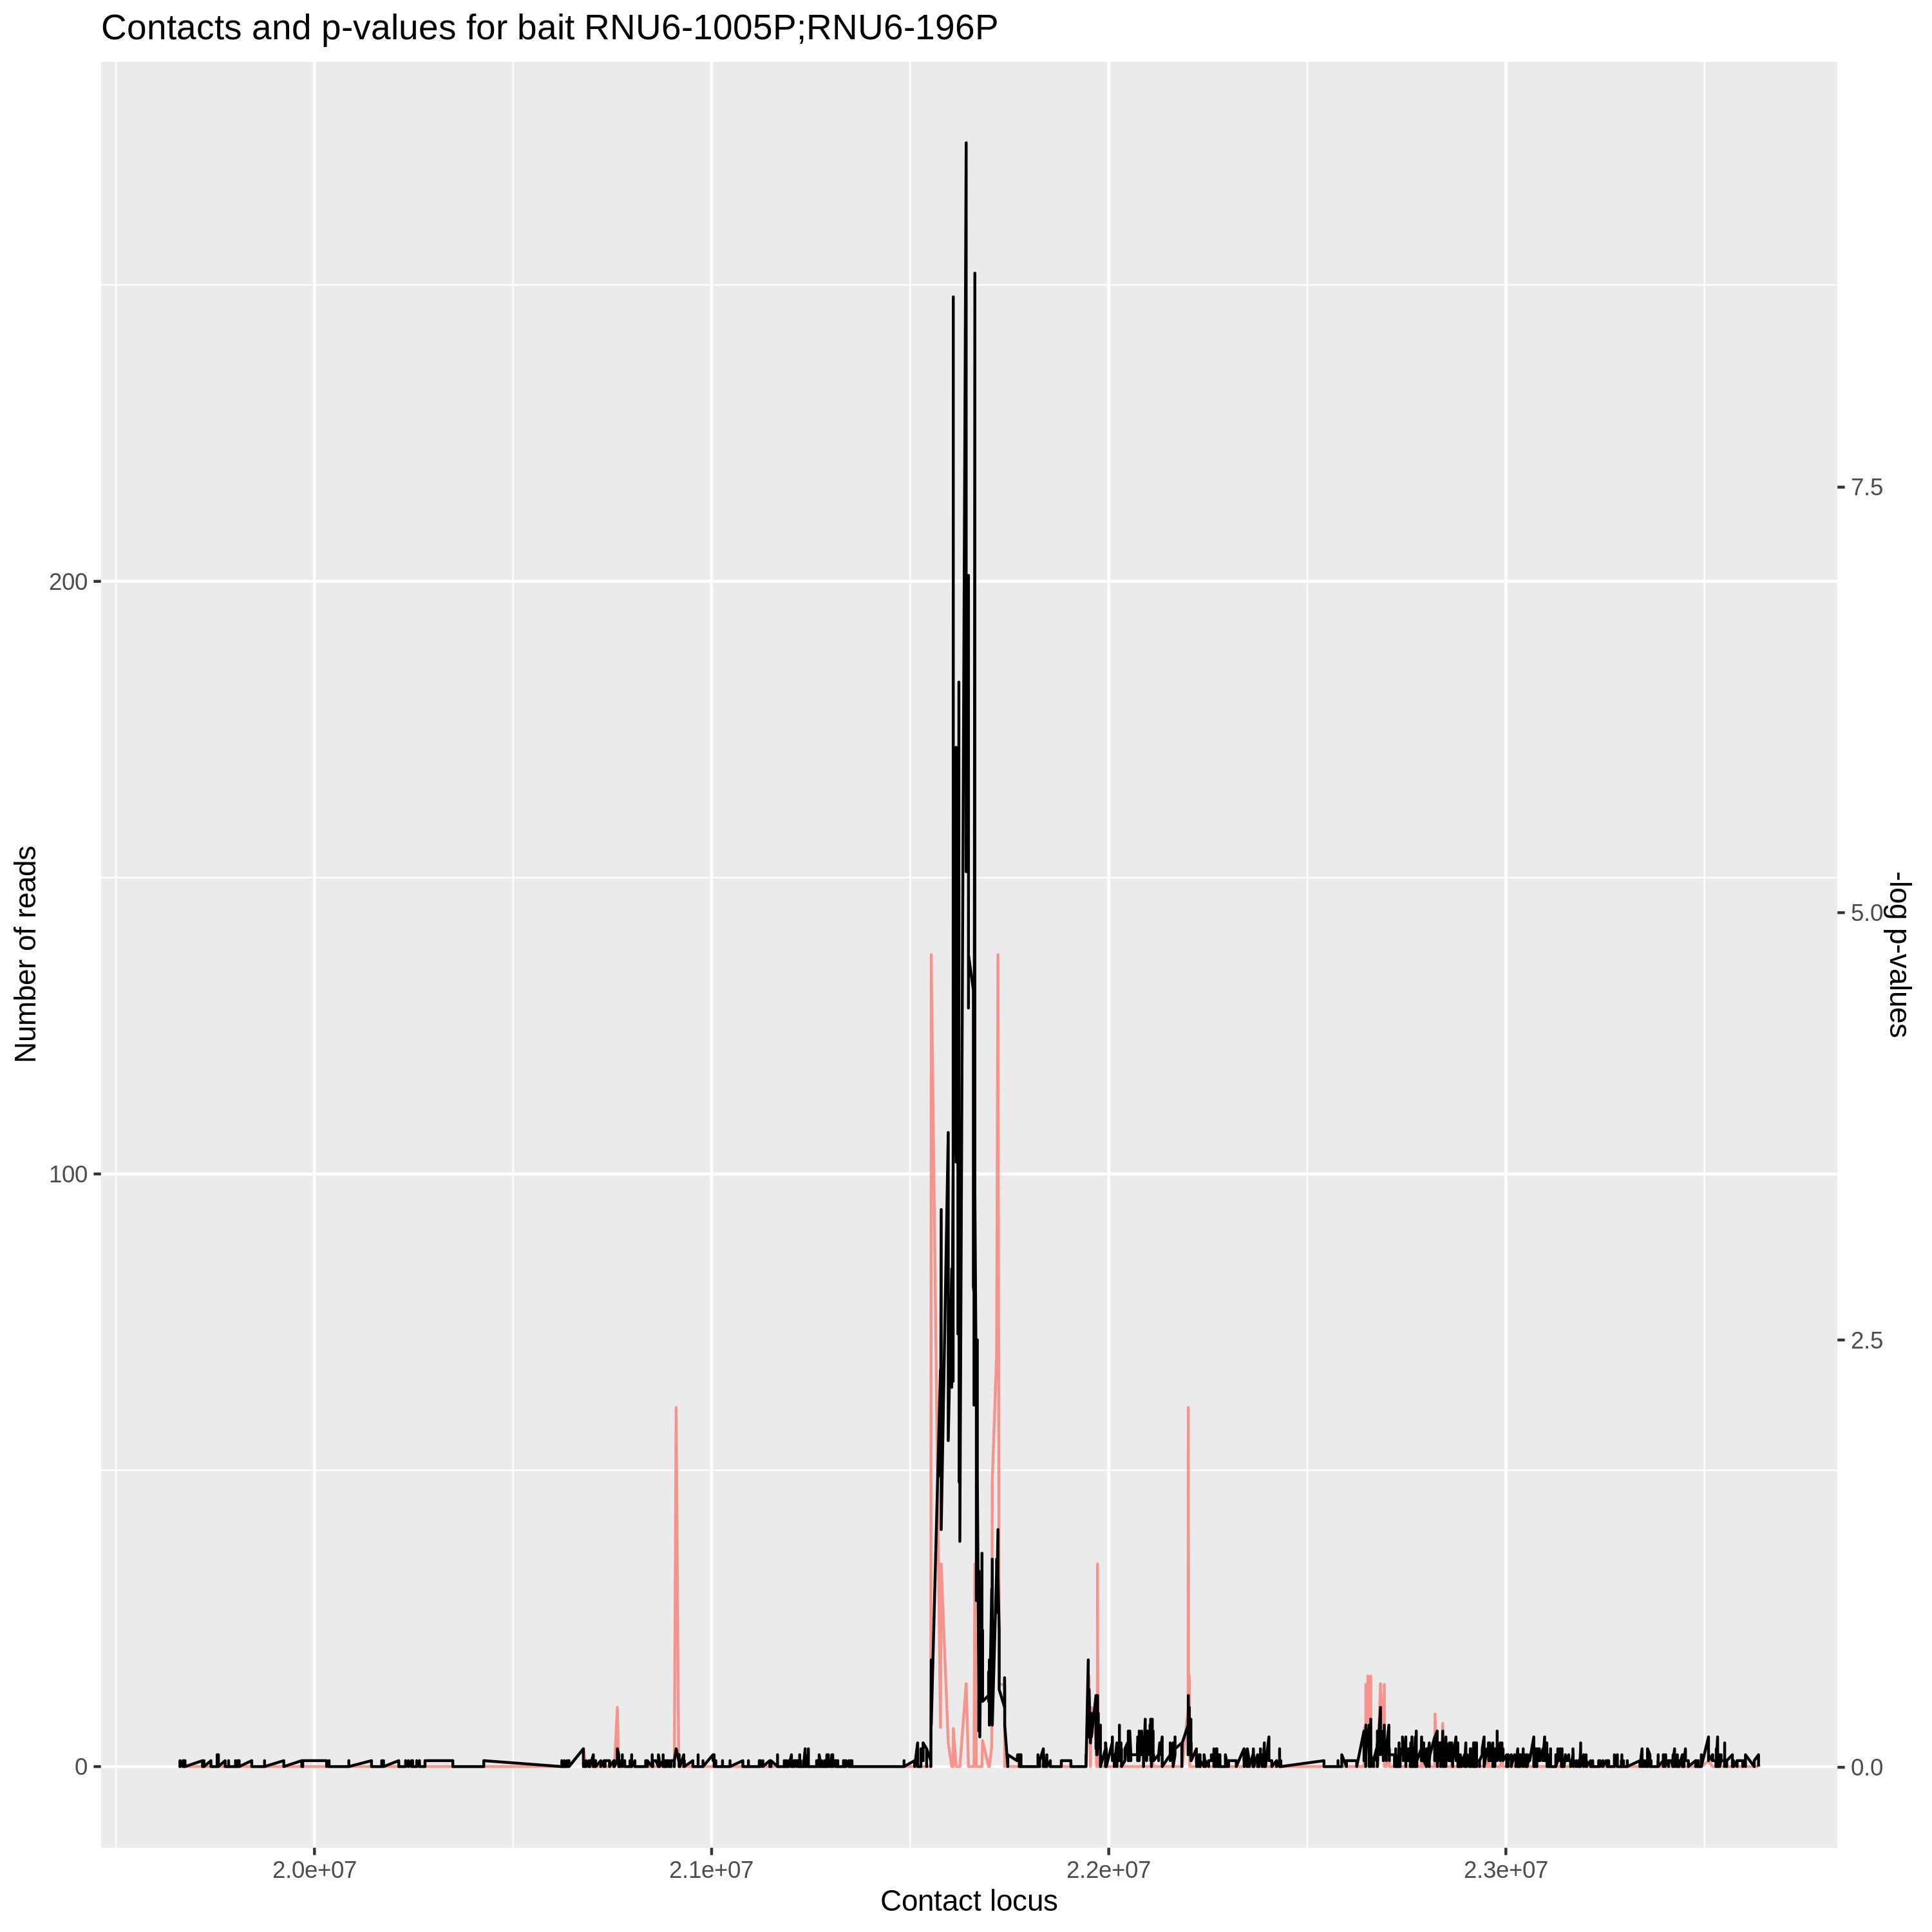 Contacts and p-values for bait RNU6-1005P;RNU6-196P
Number of reads
200
100
0
7.5
5.0
2.5
0.0
-log p-values
2.0e+07
2.1e+07
2.2e+07
2.3e+07
Contact locus